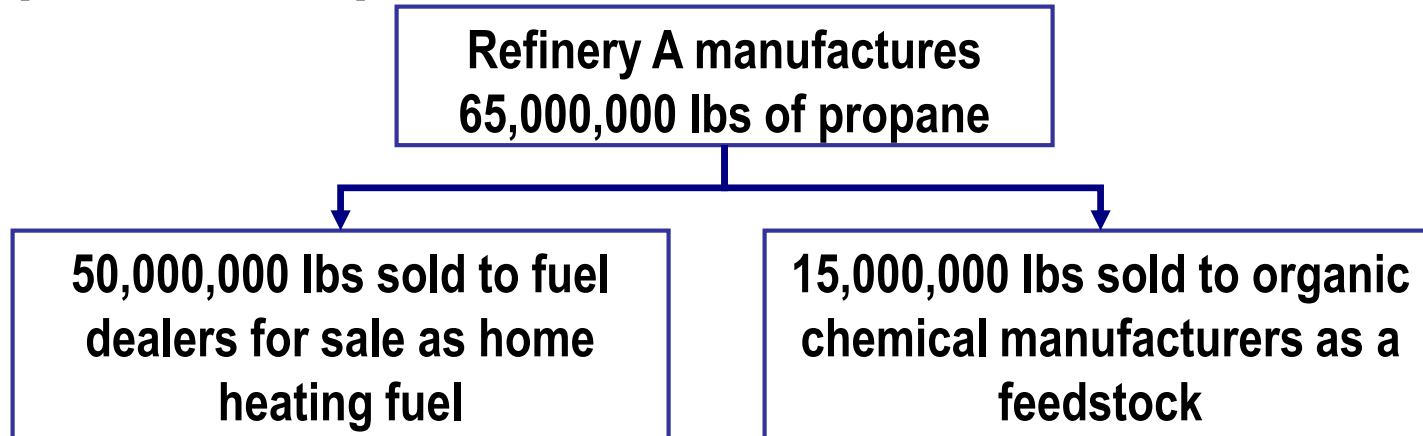 Refinery A manufactures
65,000,000 lbs of propane
50,000,000 lbs sold to fuel
dealers for sale as home
heating fuel
15,000,000 lbs sold to organic
chemical manufacturers as a
feedstock